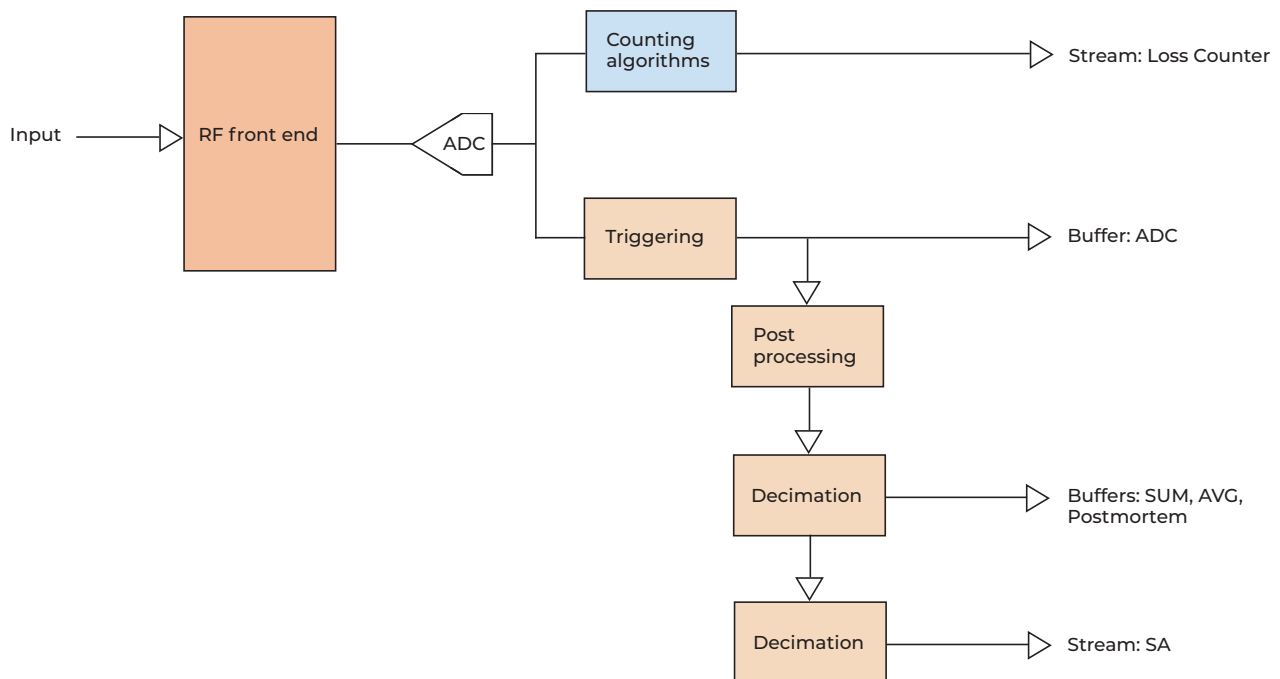 Counting
algorithms
Stream: Loss Counter
Input
RF front end
ADC
Triggering
Buffer: ADC
Post
processing
Decimation
Buffers: SUM, AVG,
Postmortem
Decimation
Stream: SA